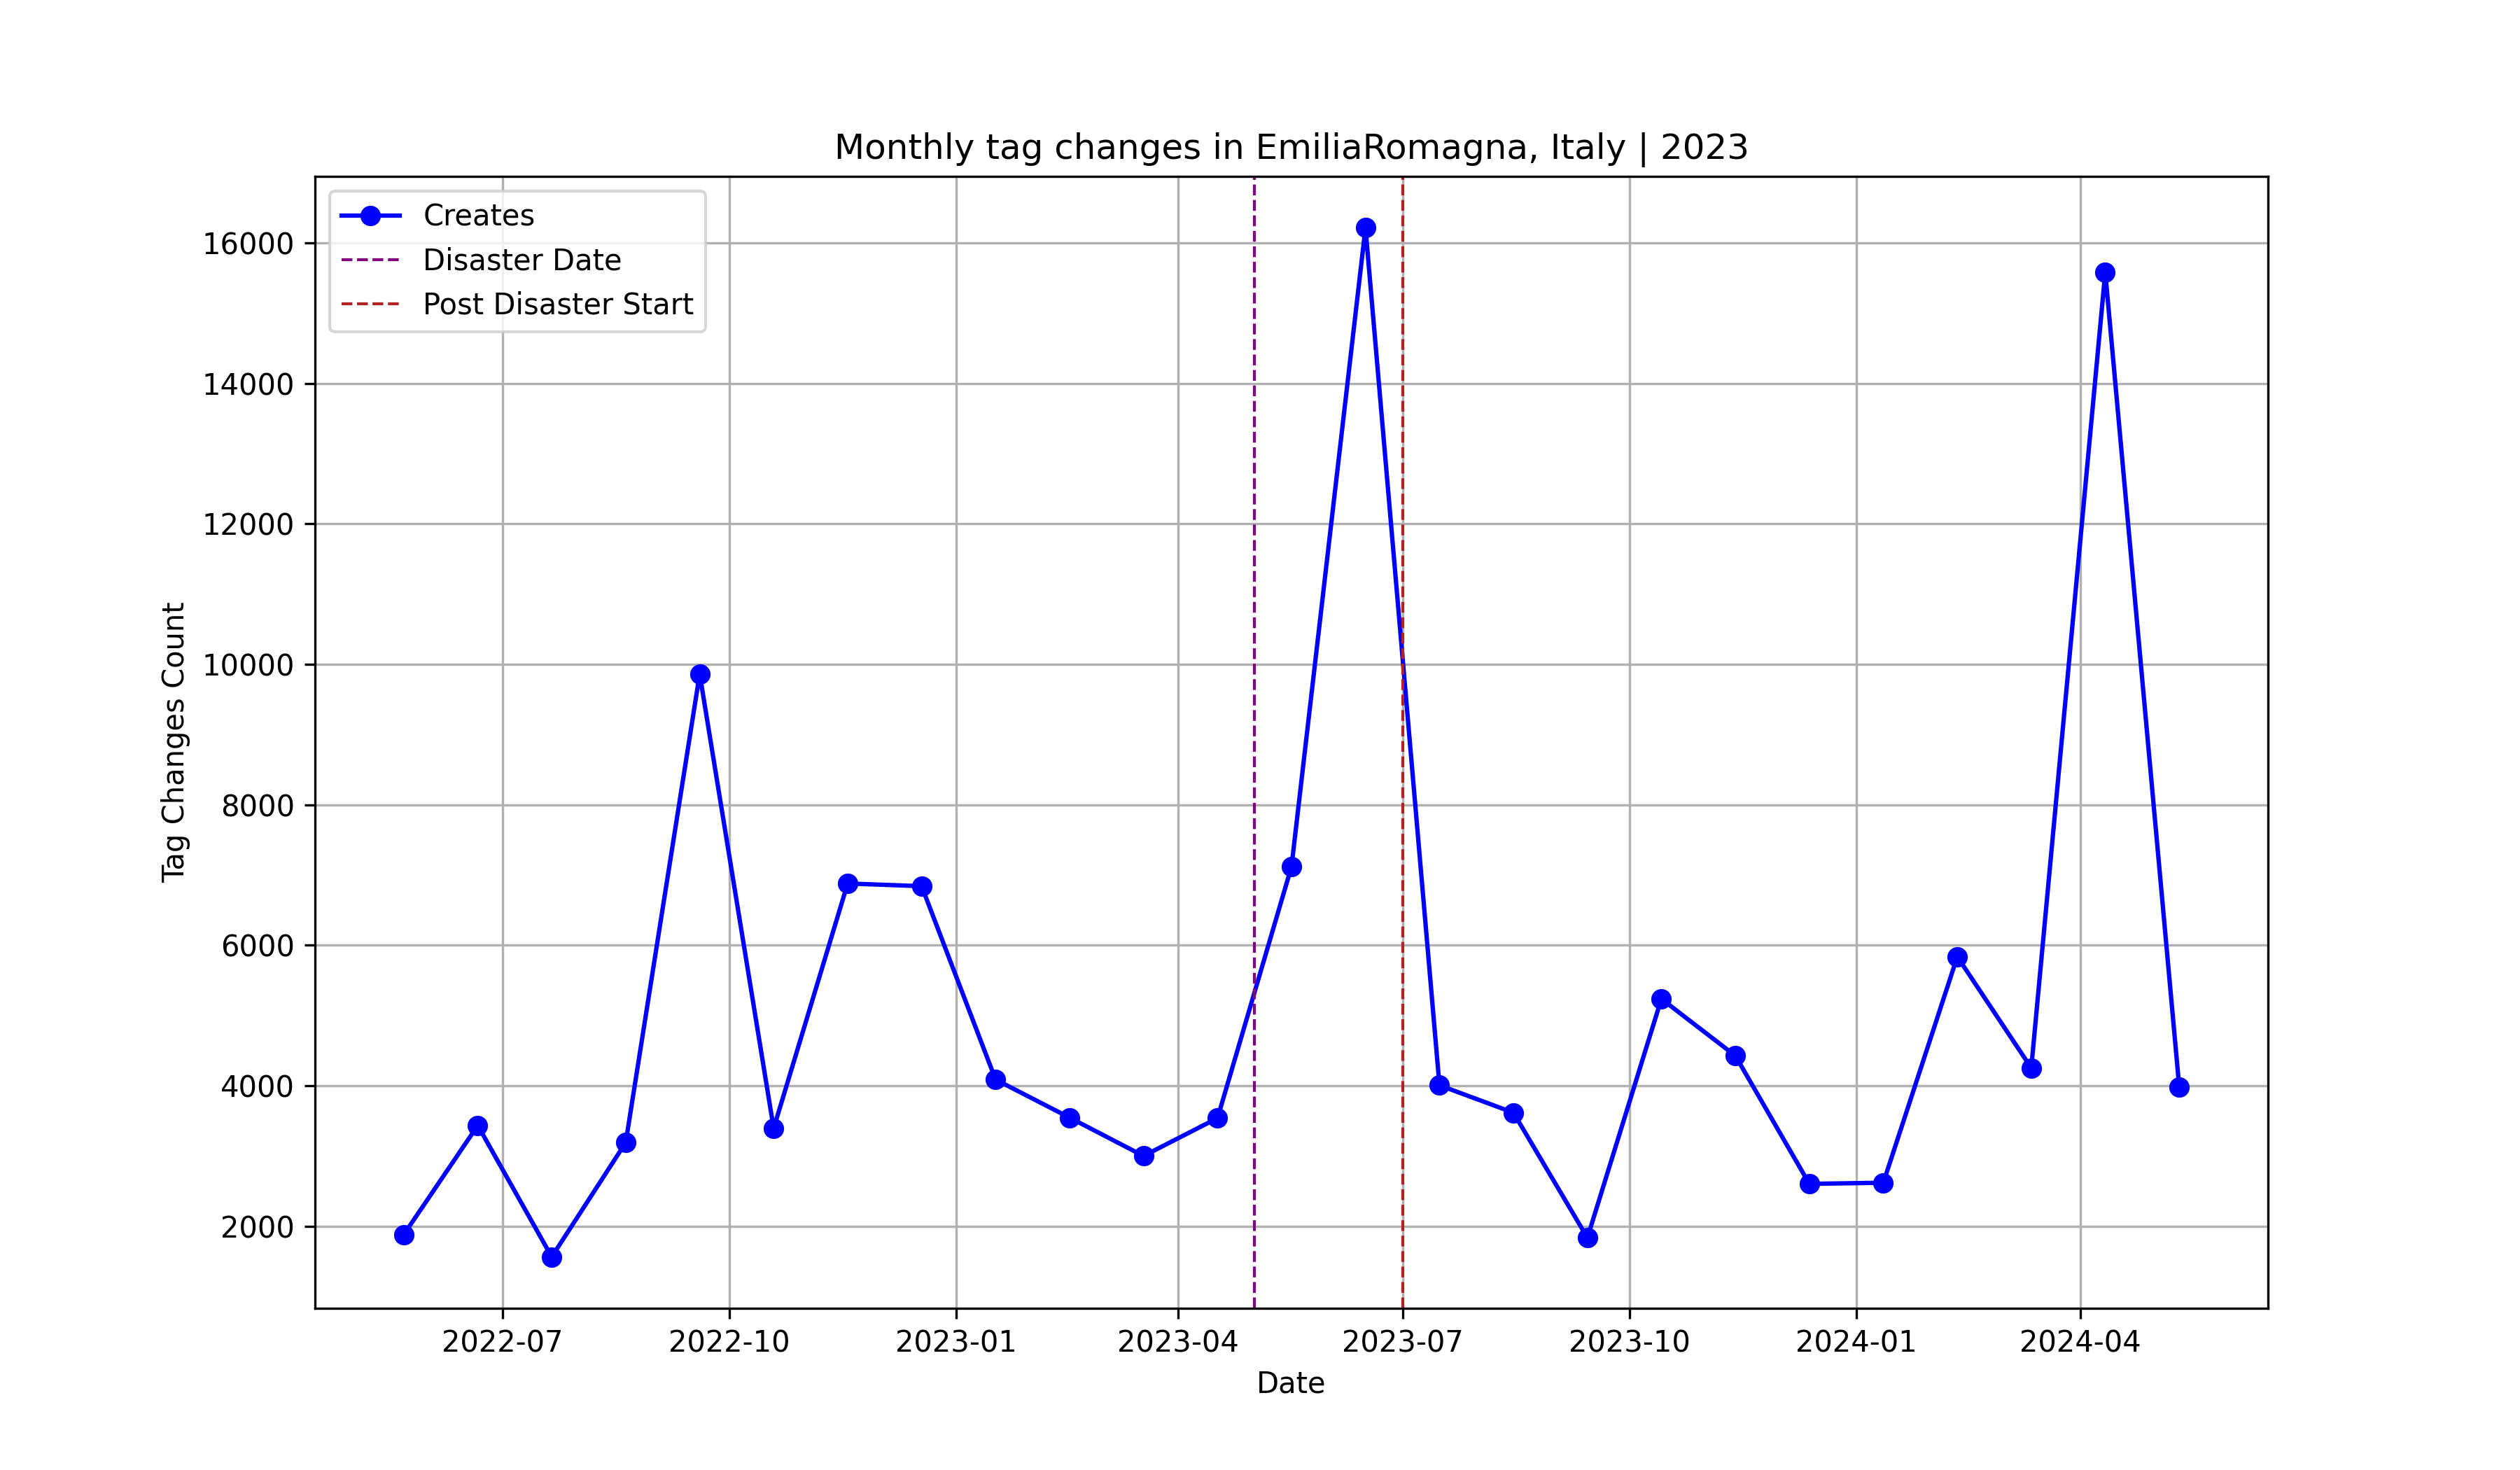 Monthly tag changes in EmiliaRomagna, Italy | 2023
Creates
Disaster Date
Post Disaster Start
16000
14000
12000
10000
8000
6000
4000
2000
Tag Changes Count
2022-07
2022-10
2023-01
2023-04
2023-07
2023-10
2024-01
2024-04
Date